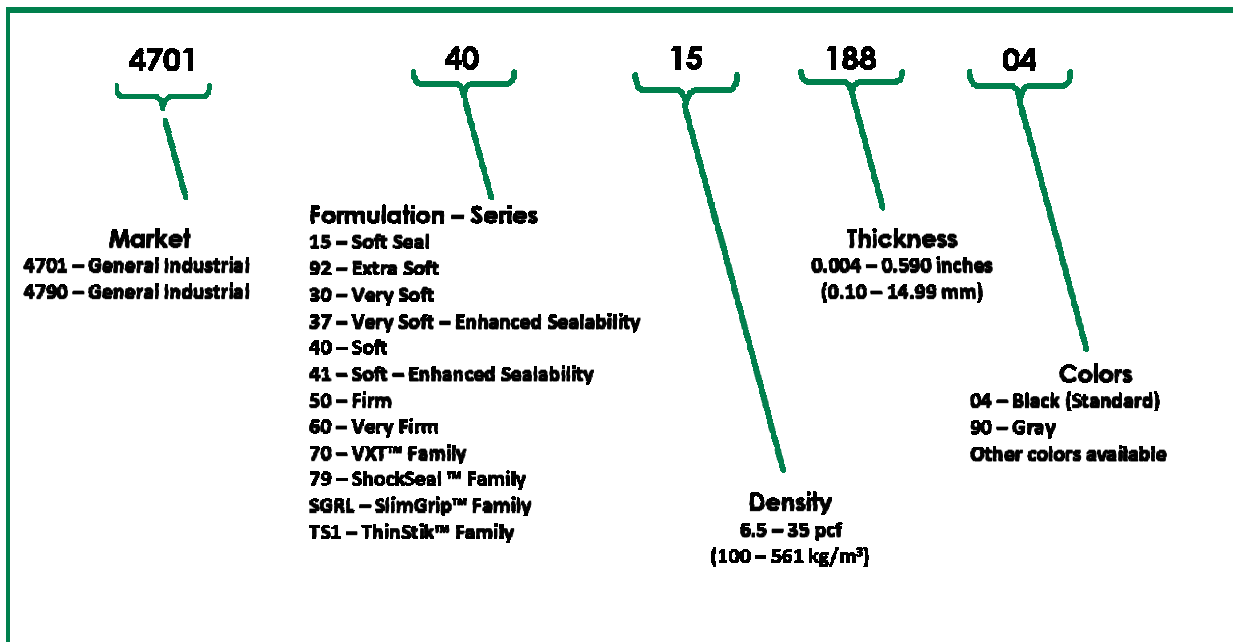 4701
40
15
188
04
Market
4701 – General Industrial
4790 – General Industrial
Formulation – Series
15 – Soft Seal
92 – Extra Soft
30 – Very Soft
37 – Very Soft – Enhanced Sealability
40 – Soft
41 – Soft – Enhanced Sealability
50 – Firm
60 – Very Firm
70 – VXT™ Family
79 – ShockSeal ™ Family
SGRL – SlimGrip™ Family
TS1 – ThinStik™ Family
Density
6.5 – 35 pcf
(100 – 561 kg/m³)
Thickness
0.004 – 0.590 inches
(0.10 – 14.99 mm)
Colors
04 – Black (Standard)
90 – Gray
Other colors available